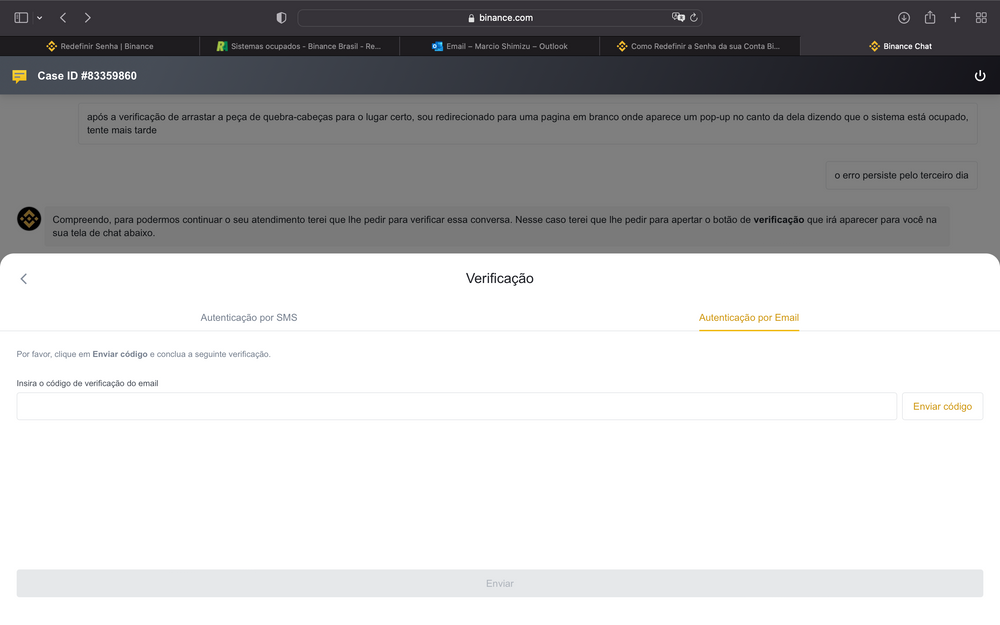 binance.com
Redefinir Senha | Binance
Sistemas ocupados - Binance Brasil - Re...
Email – Marcio Shimizu – Outlook
Como Redefinir a Senha da sua Conta Bi...
Binance Chat
Case ID #83359860
após a verificação de arrastar a peça de quebra-cabeças para o lugar certo, sou redirecionado para uma pagina em branco onde aparece um pop-up no canto da dela dizendo que o sistema está ocupado,
tente mais tarde
o erro persiste pelo terceiro dia
Compreendo, para podermos continuar o seu atendimento terei que lhe pedir para verificar essa conversa. Nesse caso terei que lhe pedir para apertar o botão de verificação que irá aparecer para você na
sua tela de chat abaixo.
Verificação
Autenticação por SMS
Autenticação por Email
Por favor, clique em Enviar código e conclua a seguinte verificação.
Insira o código de verificação do email
Enviar código
Enviar